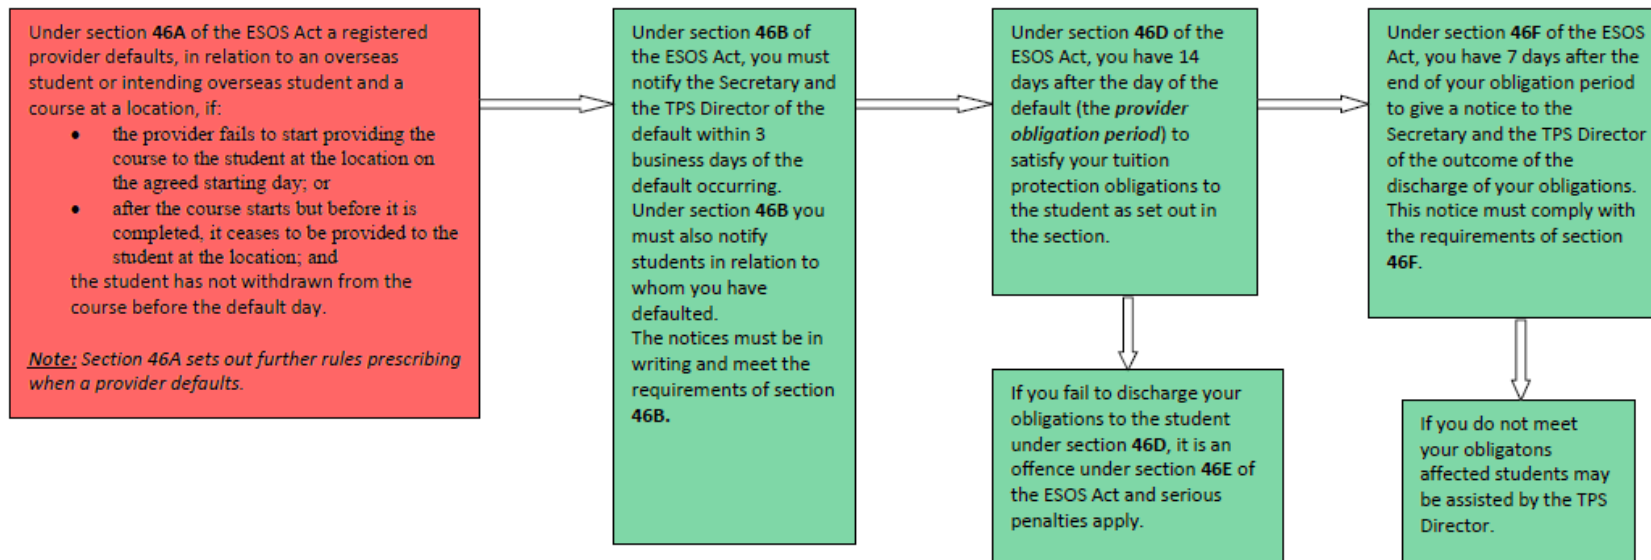 Under section 46A of the ESOS Act a registered
provider defaults, in relation to an overseas
student or intending overseas student and a
course at a location, if:
• the provider fails to start providing the
course to the student at the location on
the agreed starting day; or
• after the course starts but before it is
completed, it ceases to be provided to the
student at the location; and
the student has not withdrawn from the
course before the default day.
Note: Section 46A sets out further rules prescribing
when a provider defaults.
Under section 46B of
the ESOS Act, you must
notify the Secretary and
the TPS Director of the
default within 3
business days of the
default occurring.
Under section 46B you
must also notify
students in relation to
whom you have
defaulted.
The notices must be in
writing and meet the
requirements of section
46B.
Under section 46D of the
ESOS Act, you have 14
days after the day of the
default (the provider
obligation period) to
satisfy your tuition
protection obligations to
the student as set out in
the section.
If you fail to discharge your
obligations to the student
under section 46D, it is an
offence under section 46E of
the ESOS Act and serious
penalties apply.
Under section 46F of the ESOS
Act, you have 7 days after the
end of your obligation period
to give a notice to the
Secretary and the TPS Director
of the outcome of the
discharge of your obligations.
This notice must comply with
the requirements of section
46F.
If you do not meet
your obligatons
affected students may
be assisted by the TPS
Director.